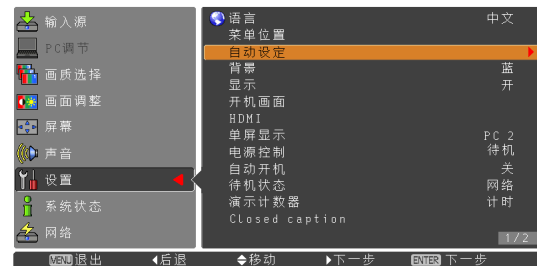 输入源
PC调节
画质选择
画面调整
屏幕
声音
设置
系统状态
网络
语言 中文
菜单位置
自动设定
背景 蓝
显示 开
开机画面
HDMI
单屏显示 PC 2
电源控制 待机
自动开机 关
待机状态 网络
演示计数器 计时
Closed caption
1/2
MENU 退出 后退 移动 下一步 ENTER 下一步